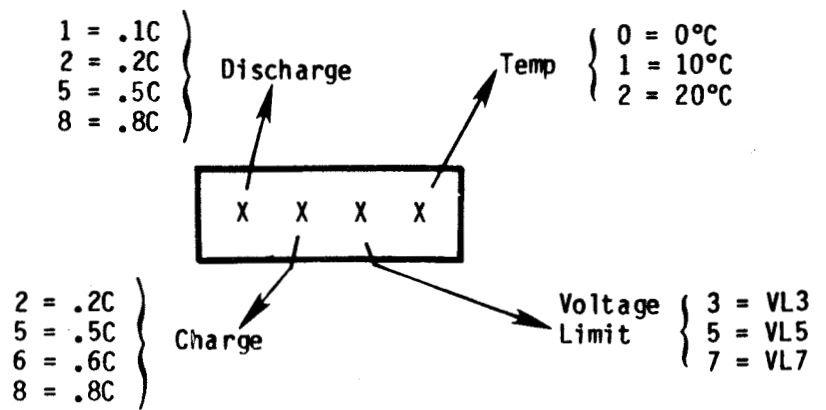 1 = .1C
2 = .2C
5 = .5C
8 = .8C
Discharge
Temp
0 = 0°C
1 = 10°C
2 = 20°C
X X X X
2 = .2C
5 = .5C
6 = .6C
8 = .8C
Charge
Voltage
Limit
3 = VL3
5 = VL5
7 = VL7